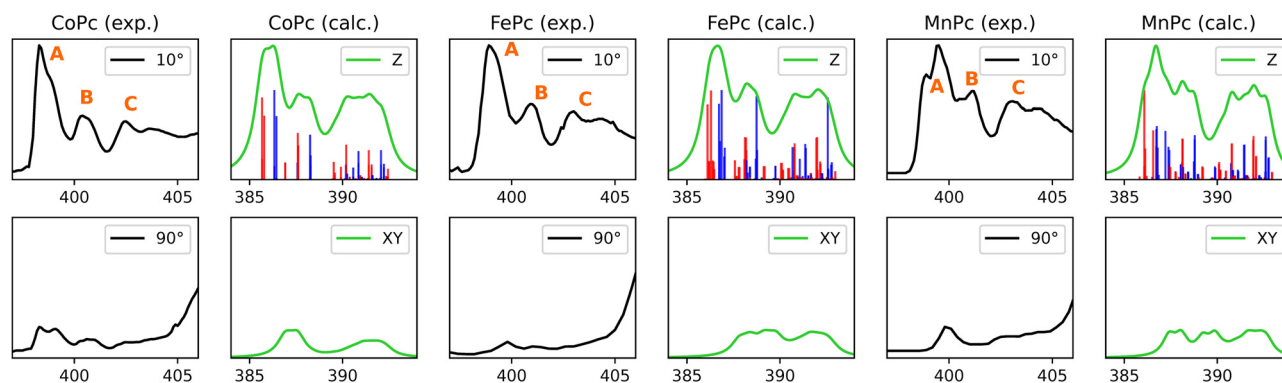 CoPc (exp.)
CoPc (calc.)
FePc (exp.)
FePc (calc.)
MnPc (exp.)
MnPc (calc.)
10°
A
B
C
Z
10°
A
B
C
Z
10°
A
B
C
Z
400 405
385 390
400 405
385 390
400 405
385 390
90°
XY
90°
XY
90°
XY
400 405
385 390
400 405
385 390
400 405
385 390